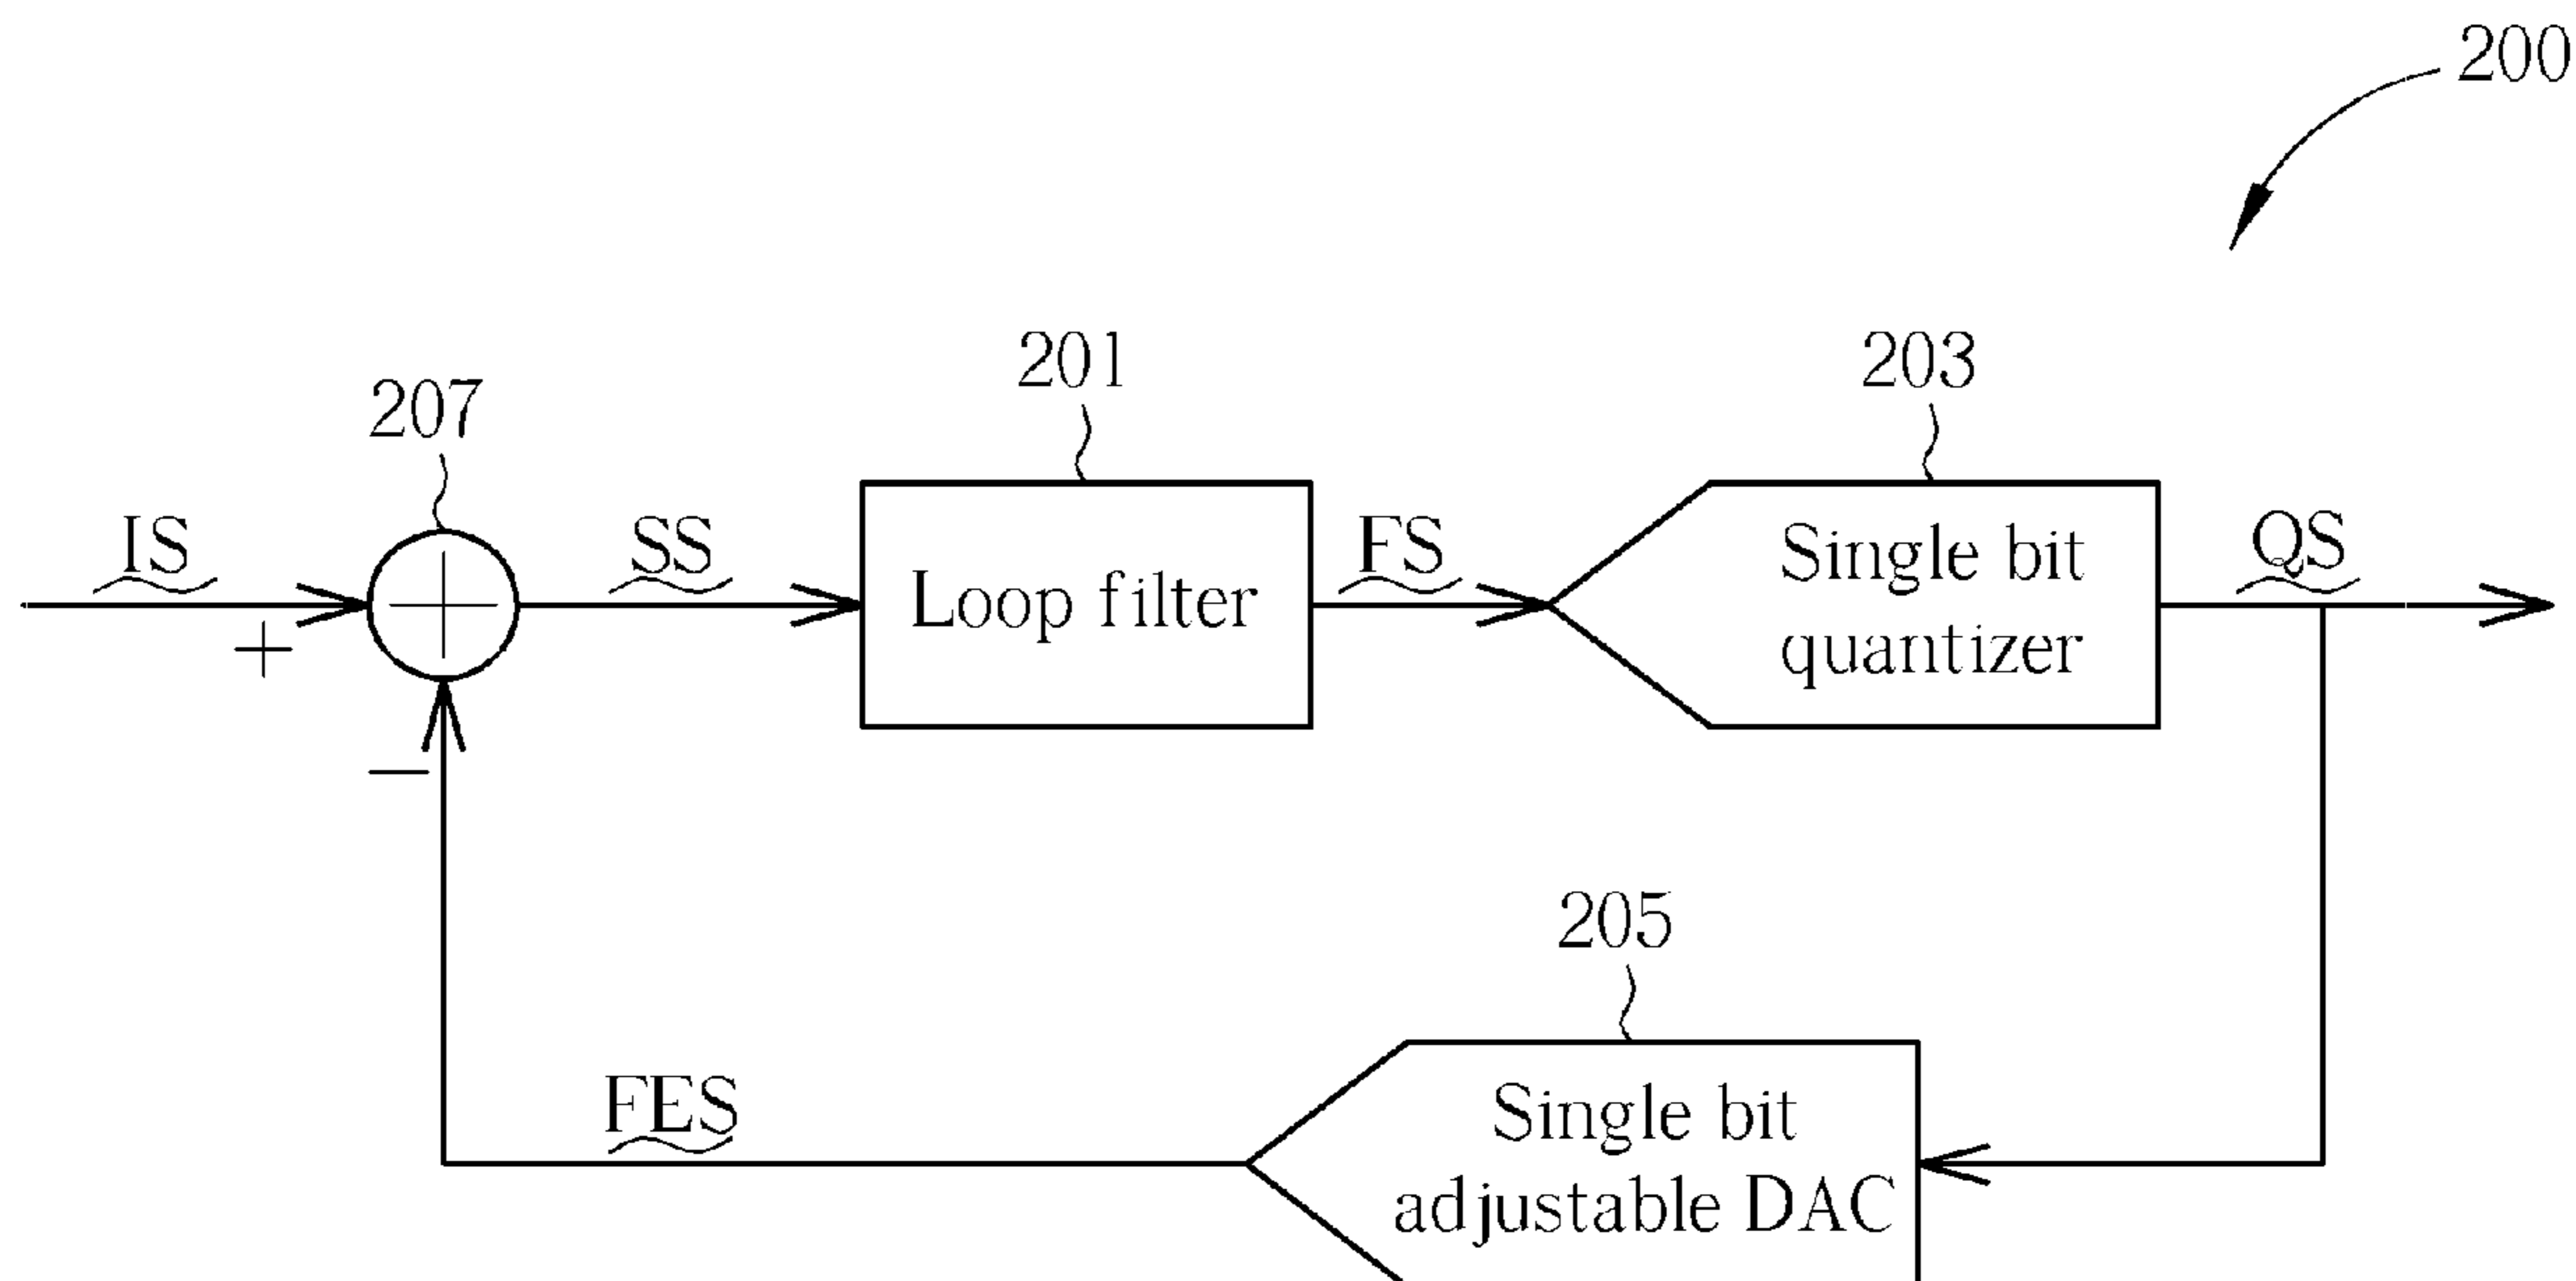 200
201
203
207
IS
SS
FS
QS
+
Loop filter
Single bit
quantizer
−
205
FES
Single bit
adjustable DAC